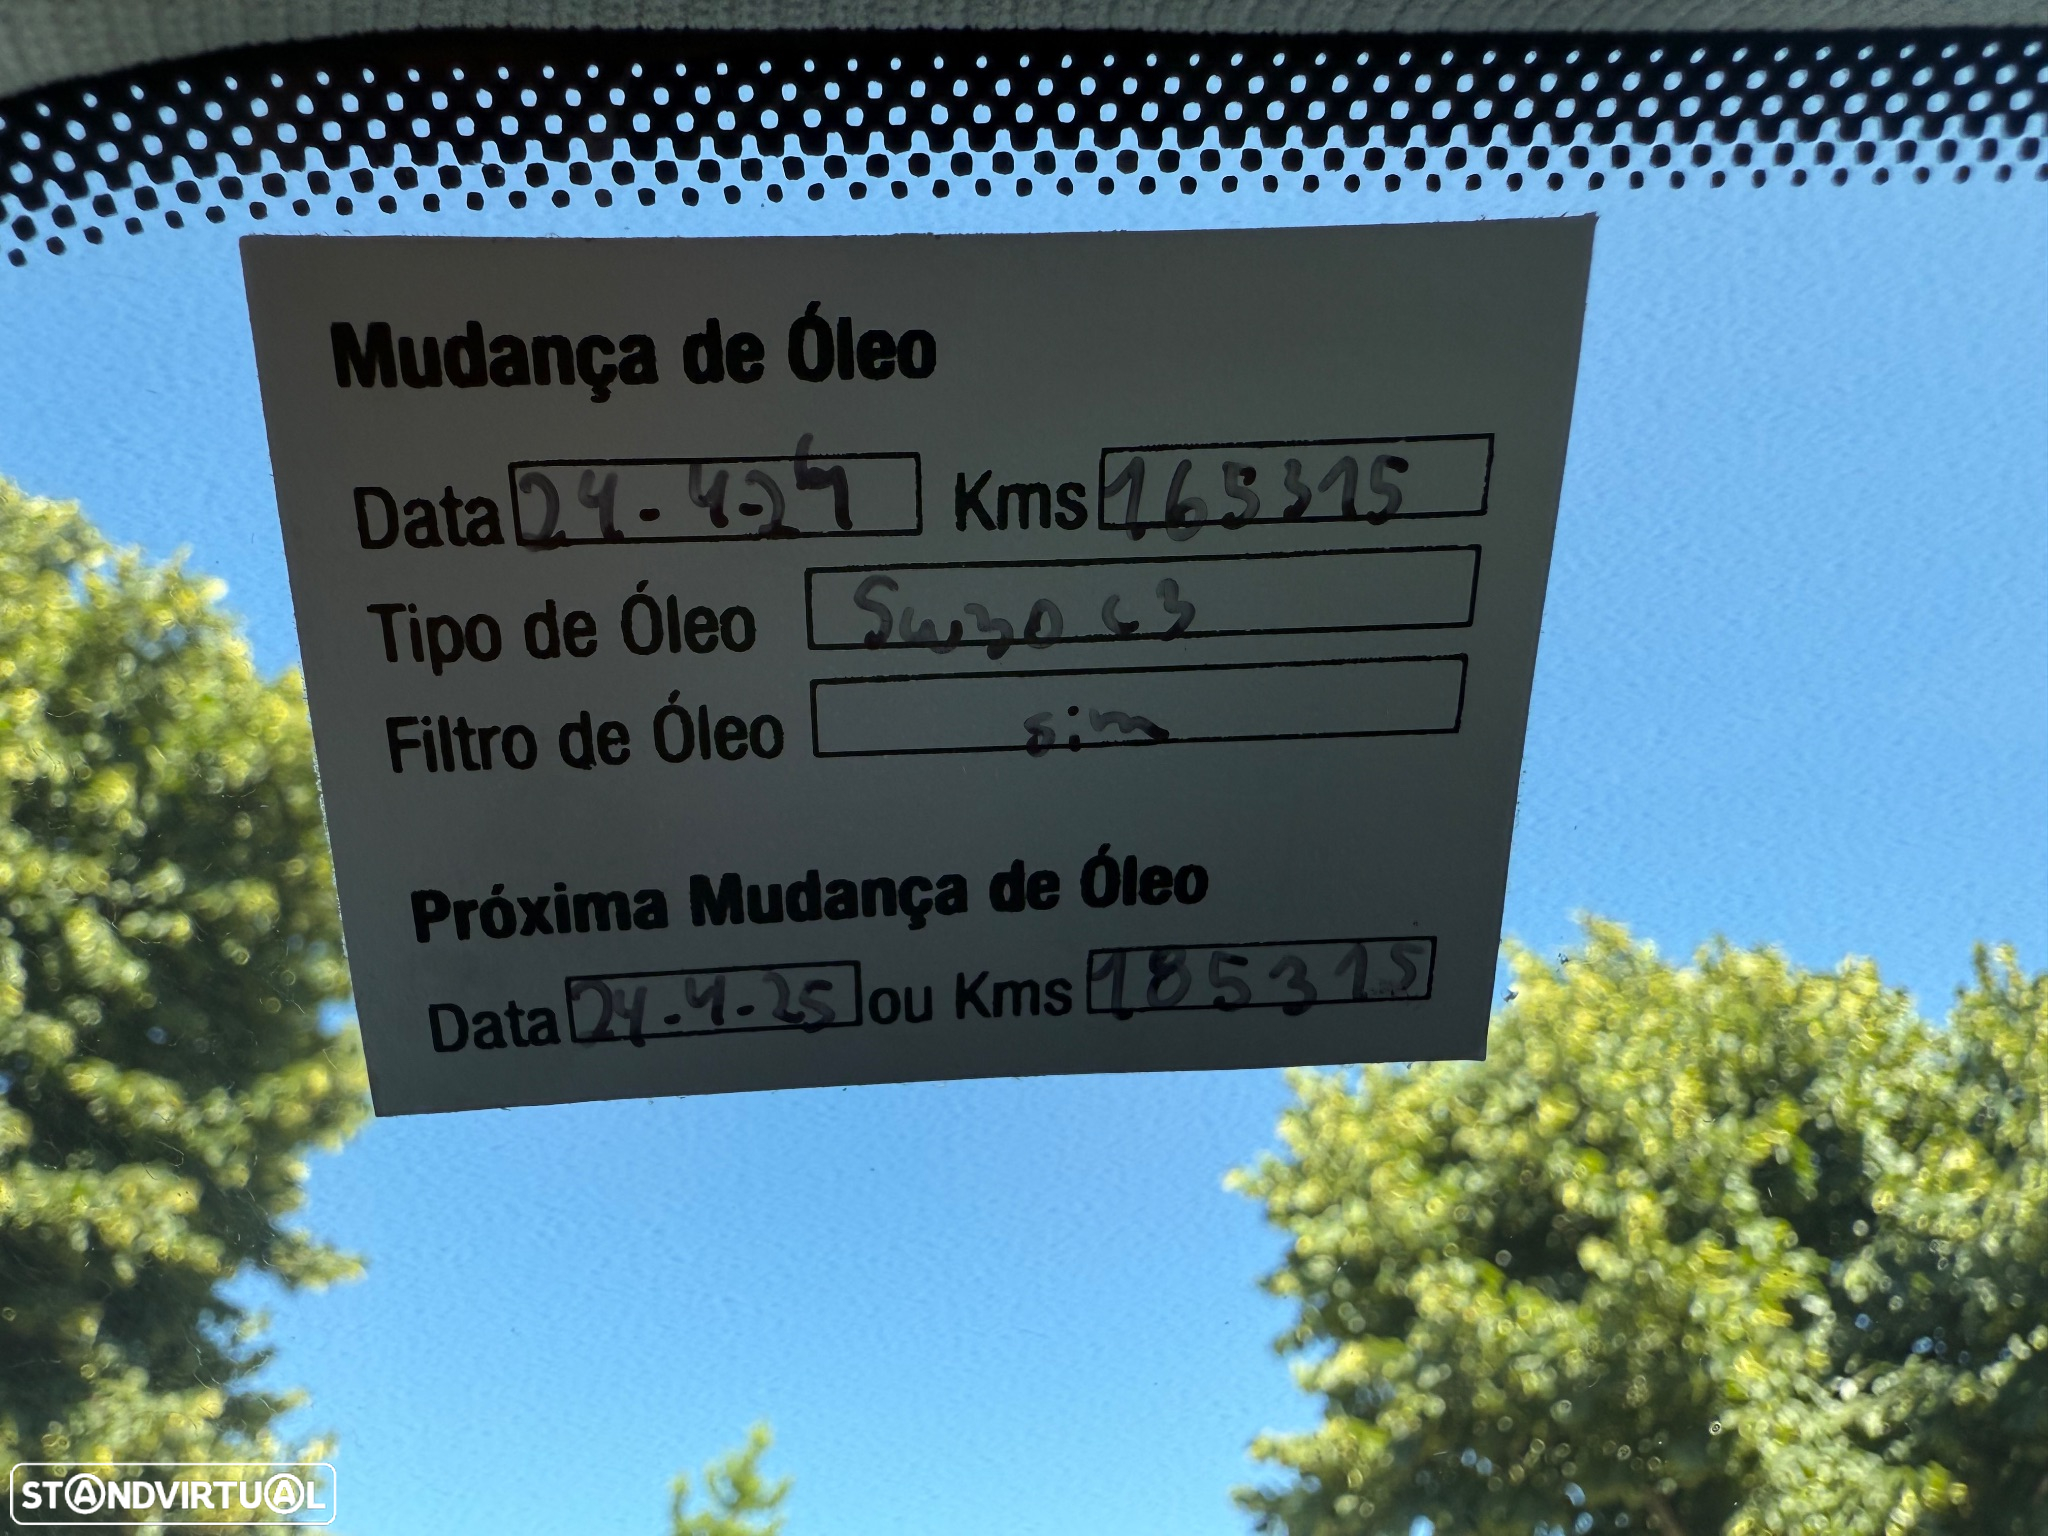 Mudança de Óleo
Data 24.4.24 Kms 165315
Tipo de Óleo 5w30 c3
Filtro de Óleo sim
Próxima Mudança de Óleo
Data 24.4.25 ou Kms 185315
STANDVIRTUAL